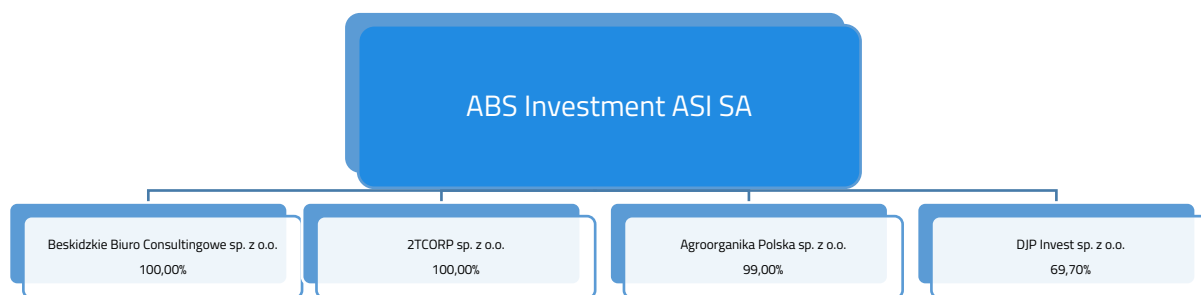 ABS Investment ASI SA
Beskidzkie Biuro Consultingowe sp. z o.o.
100,00%
2TCORP sp. z o.o.
100,00%
Agroorganika Polska sp. z o.o.
99,00%
DJP Invest sp. z o.o.
69,70%